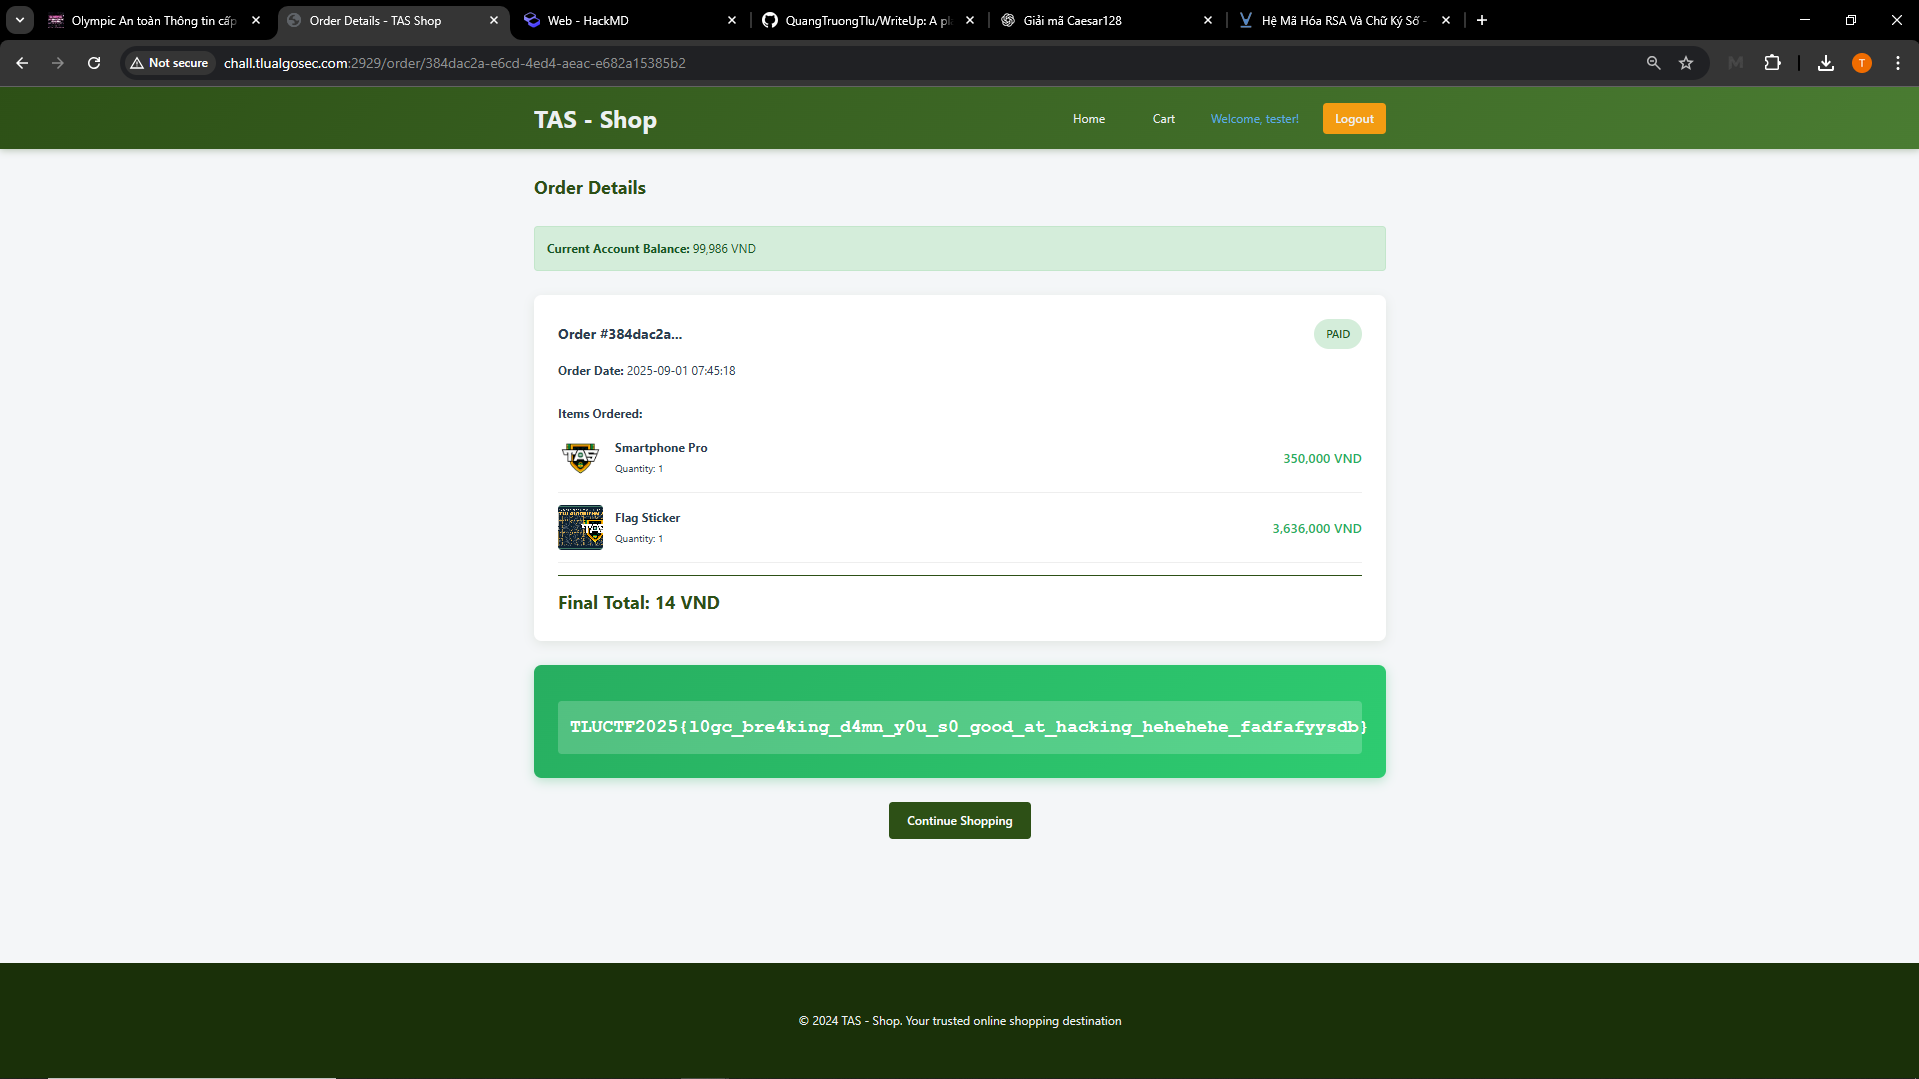 Olympic An toàn Thông tin cấp
Order Details - TAS Shop
Web - HackMD
QuangTruongTlu/WriteUp: A pl
Giải mã Caesar128
Hệ Mã Hóa RSA Và Chữ Ký Số -
Not secure
chall.tlualgosec.com:2929/order/384dac2a-e6cd-4ed4-aeac-e682a15385b2
M
T
TAS - Shop
Home
Cart
Welcome, tester!
Logout
Order Details
Current Account Balance: 99,986 VND
Order #384dac2a...
PAID
Order Date: 2025-09-01 07:45:18
Items Ordered:
TAS
Smartphone Pro
Quantity: 1
350,000 VND
Flag Sticker
Quantity: 1
3,636,000 VND
Final Total: 14 VND
TLUCTF2025{l0gc_bre4king_d4mn_y0u_s0_good_at_hacking_hehehehe_fadfafyysdb}
Continue Shopping
© 2024 TAS - Shop. Your trusted online shopping destination